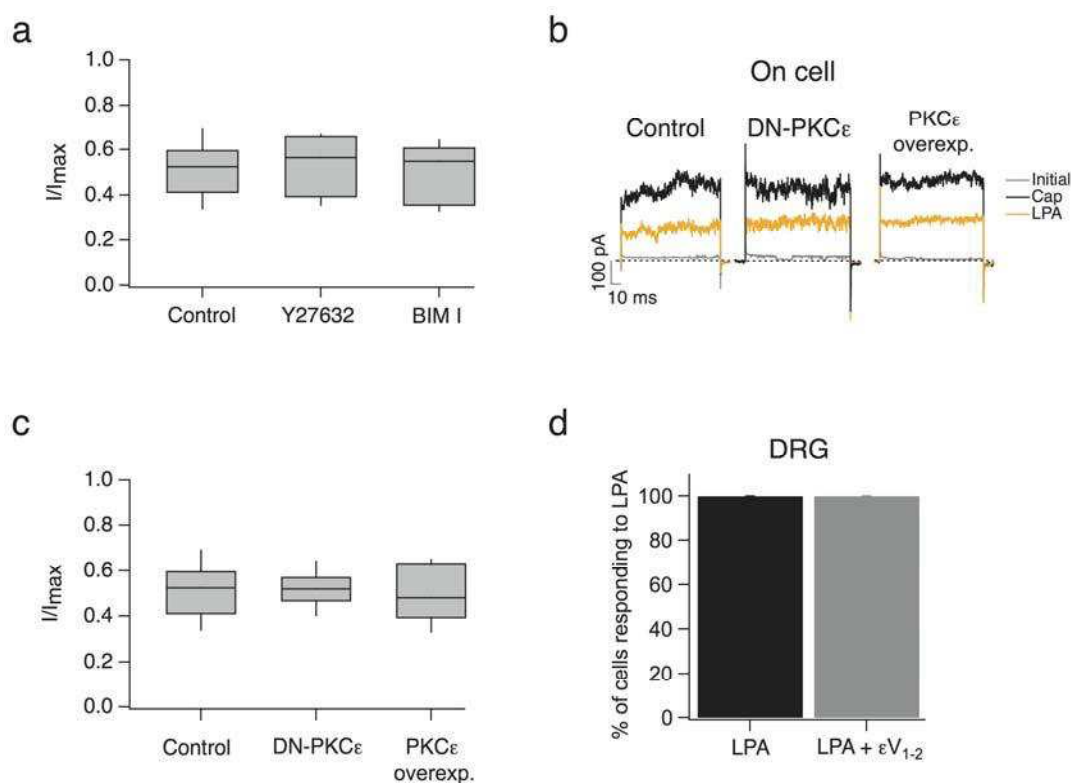 a
1.0
0.8
0.6
0.4
0.2
0.0
I/Imax
Control Y27632 BIM I
b
On cell
Control DN-PKCε PKCε
overexp.
Initial
Cap
LPA
100 pA
10 ms
c
1.0
0.8
0.6
0.4
0.2
0.0
I/Imax
Control DN-PKCε PKCε
overexp.
d
DRG
100
80
60
40
20
0
% of cells responding to LPA
LPA LPA + εV1-2